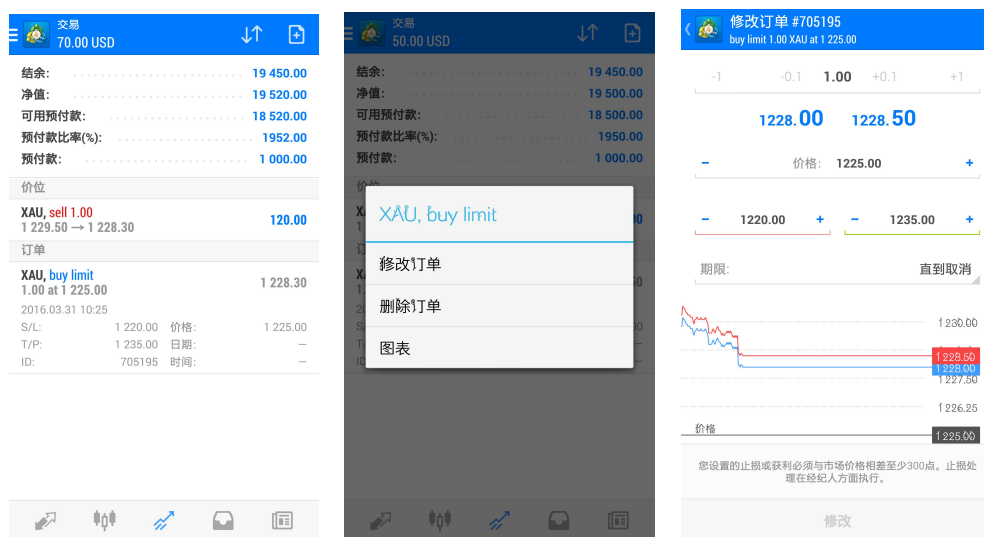 交易
70.00 USD
结余: 19 450.00
净值: 19 520.00
可用预付款: 18 520.00
预付款比率(%): 1952.00
预付款: 1 000.00
价位
XAU, sell 1.00
1 229.50 → 1 228.30
120.00
订单
XAU, buy limit
1.00 at 1 225.00
1 228.30
2016.03.31 10:25
S/L: 1 220.00 价格: 1 225.00
T/P: 1 235.00 日期: —
ID: 705195 时间: —
交易
50.00 USD
结余: 19 450.00
净值: 19 500.00
可用预付款: 18 500.00
预付款比率(%): 1950.00
预付款: 1 000.00
XAU, buy limit
修改订单
删除订单
图表
修改订单 #705195
buy limit 1.00 XAU at 1 225.00
-1 -0.1 1.00 +0.1 +1
1228.00 1228.50
- 价格: 1225.00 +
- 1220.00 + - 1235.00 +
期限: 直到取消
1 230.00
1 228.50
1 228.00
1 227.50
1 226.25
价格
1 225.00
您设置的止损或获利必须与市场价格相差至少300点。止损处
理在经纪人方面执行。
修改